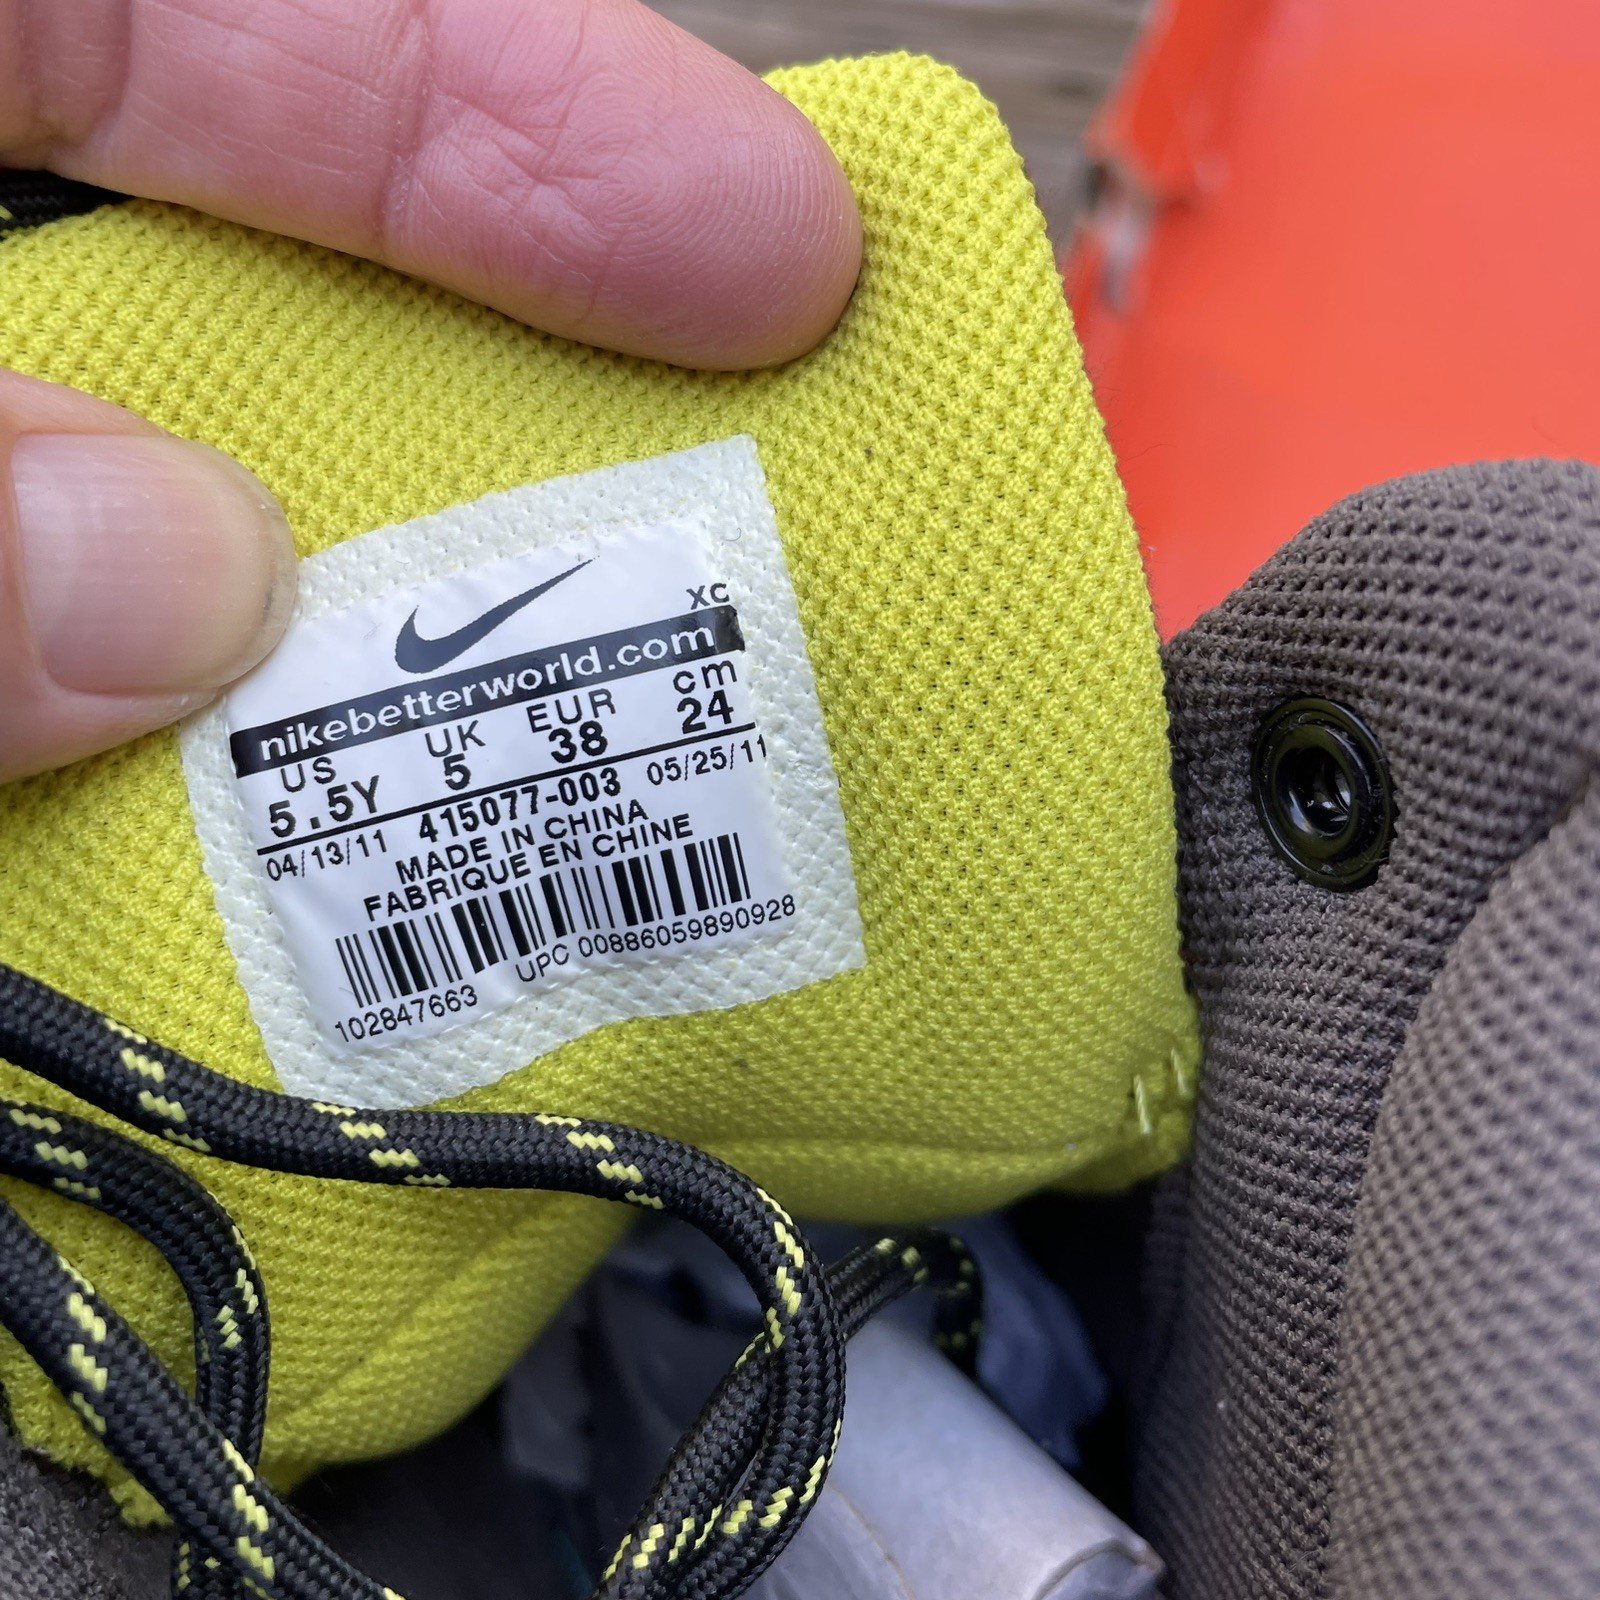 XC
nikebetterworld.com
US UK EUR cm
5.5Y 5 38 24
04/13/11 415077-003 05/25/11
MADE IN CHINA
FABRIQUE EN CHINE
102847663 UPC 00886059890928